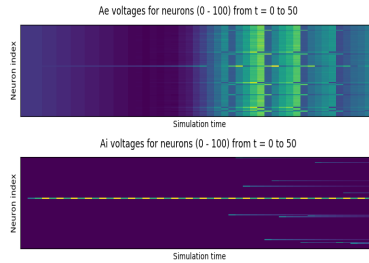 Ae voltages for neurons (0 - 100) from t = 0 to 50
Neuron index
Simulation time
Ai voltages for neurons (0 - 100) from t = 0 to 50
Neuron index
Simulation time